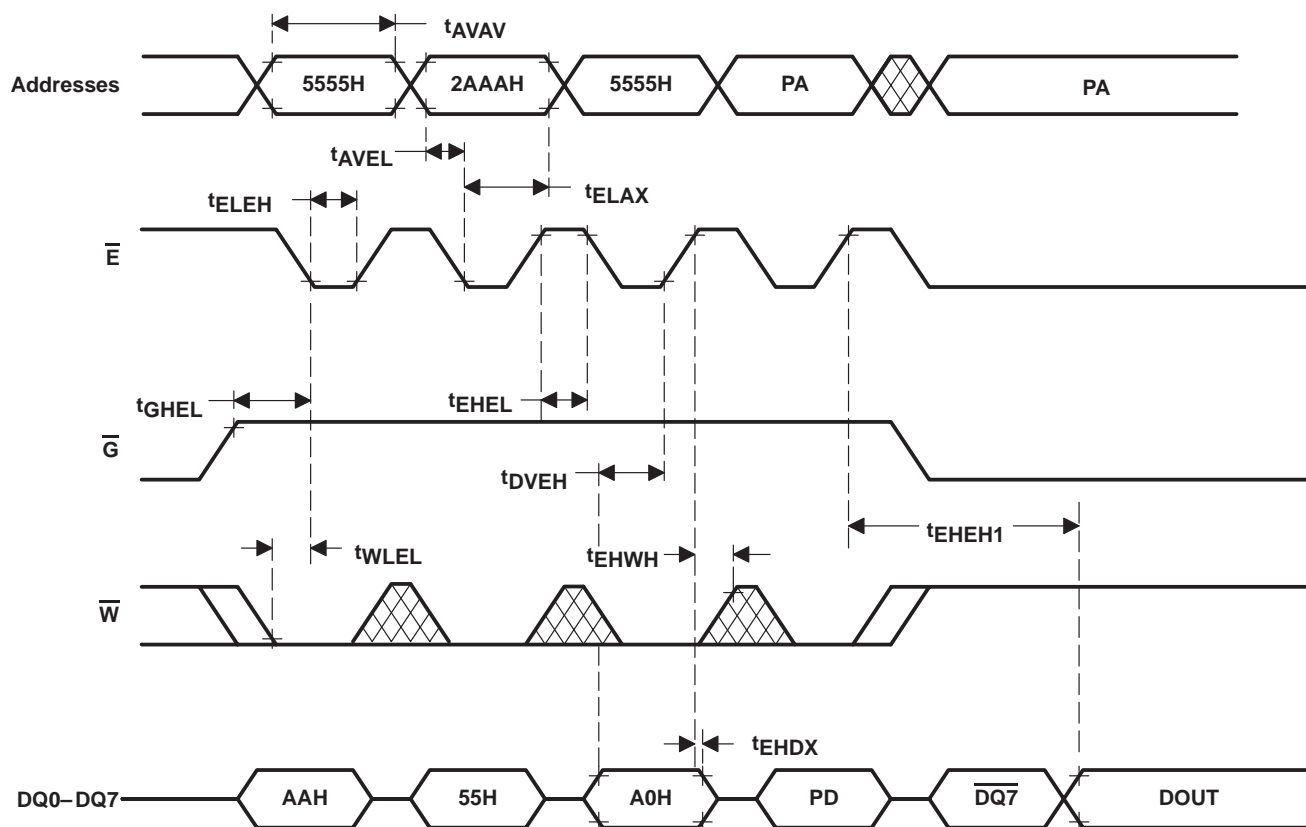 tAVAV
Addresses 5555H 2AAAH 5555H PA PA
tAVEL
tELEH tELAX
E̅
tGHEL tEHEL
G̅
tDVEH
tEHEH1
tWLEL tEHWH
W̅
tEHDX
DQ0–DQ7 AAH 55H A0H PD D̅Q̅7̅ DOUT